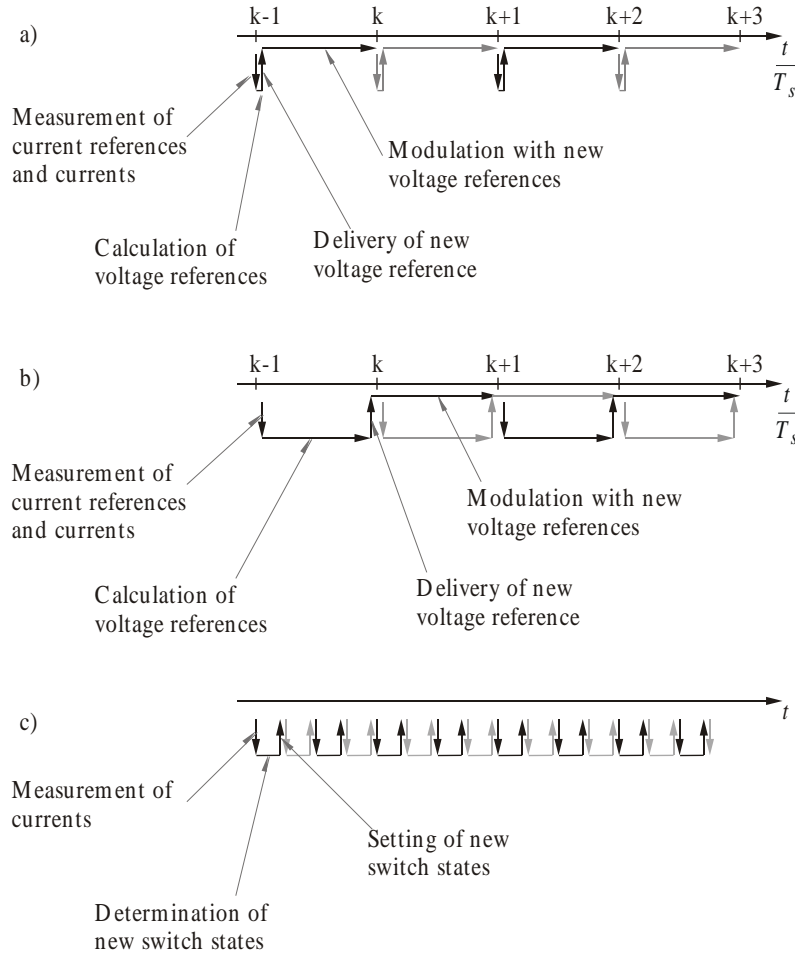 a)
k-1 k k+1 k+2 k+3
t
T s
Measurement of
current references
and currents
Modulation with new
voltage references
Calculation of
voltage references
Delivery of new
voltage reference
b)
k-1 k k+1 k+2 k+3
t
T s
Measurement of
current references
and currents
Modulation with new
voltage references
Calculation of
voltage references
Delivery of new
voltage reference
c)
t
Measurement of
currents
Setting of new
switch states
Determination of
new switch states